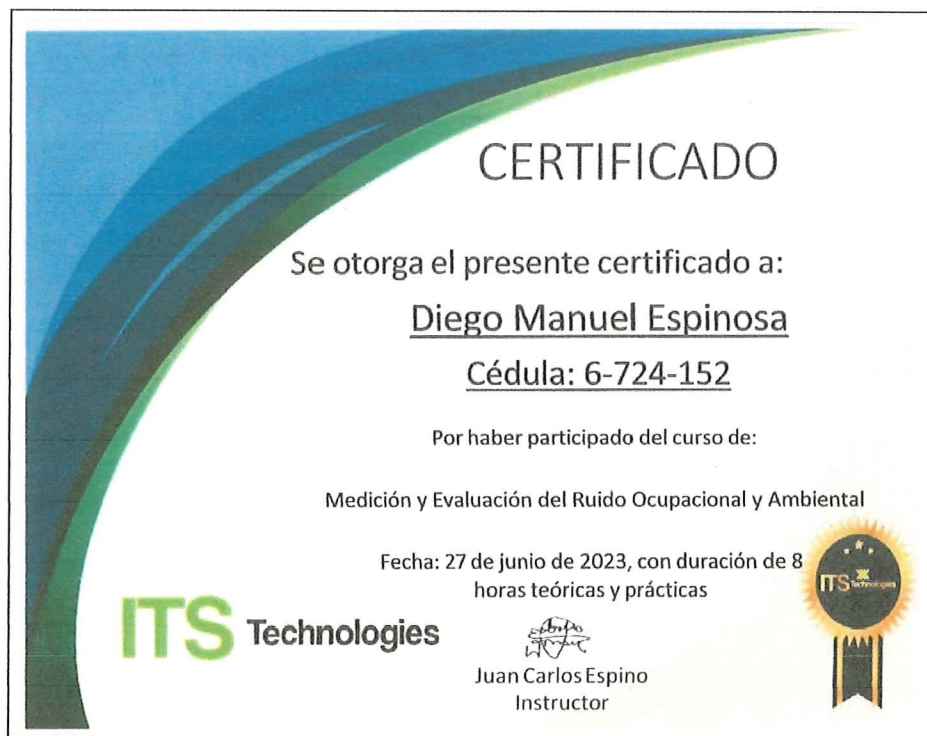 CERTIFICADO
Se otorga el presente certificado a:
Diego Manuel Espinosa
Cédula: 6-724-152
Por haber participado del curso de:
Medición y Evaluación del Ruido Ocupacional y Ambiental
Fecha: 27 de junio de 2023, con duración de 8
horas teóricas y prácticas
ITS Technologies
ITS Technologies
Juan Carlos Espino
Instructor